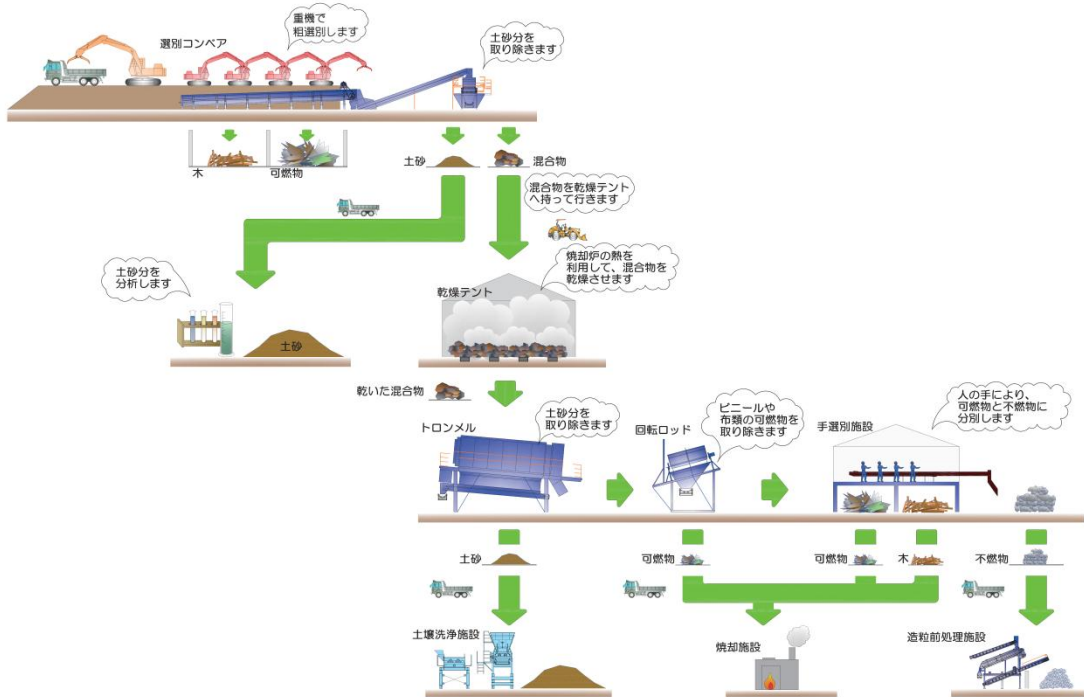 選別コンベア
重機で
粗選別します
土砂分を
取り除きます
木
可燃物
土砂
混合物
混合物を乾燥テント
へ持って行きます
土砂分を
分析します
土砂
乾燥テント
焼却炉の熱を
利用して、混合物を
乾燥させます
乾いた混合物
トロンメル
土砂分を
取り除きます
回転ロッド
ビニールや
布類の可燃物を
取り除きます
手選別施設
人の手により、
可燃物と不燃物に
分別します
土砂
可燃物
可燃物
木
不燃物
土壌洗浄施設
焼却施設
造粒前処理施設